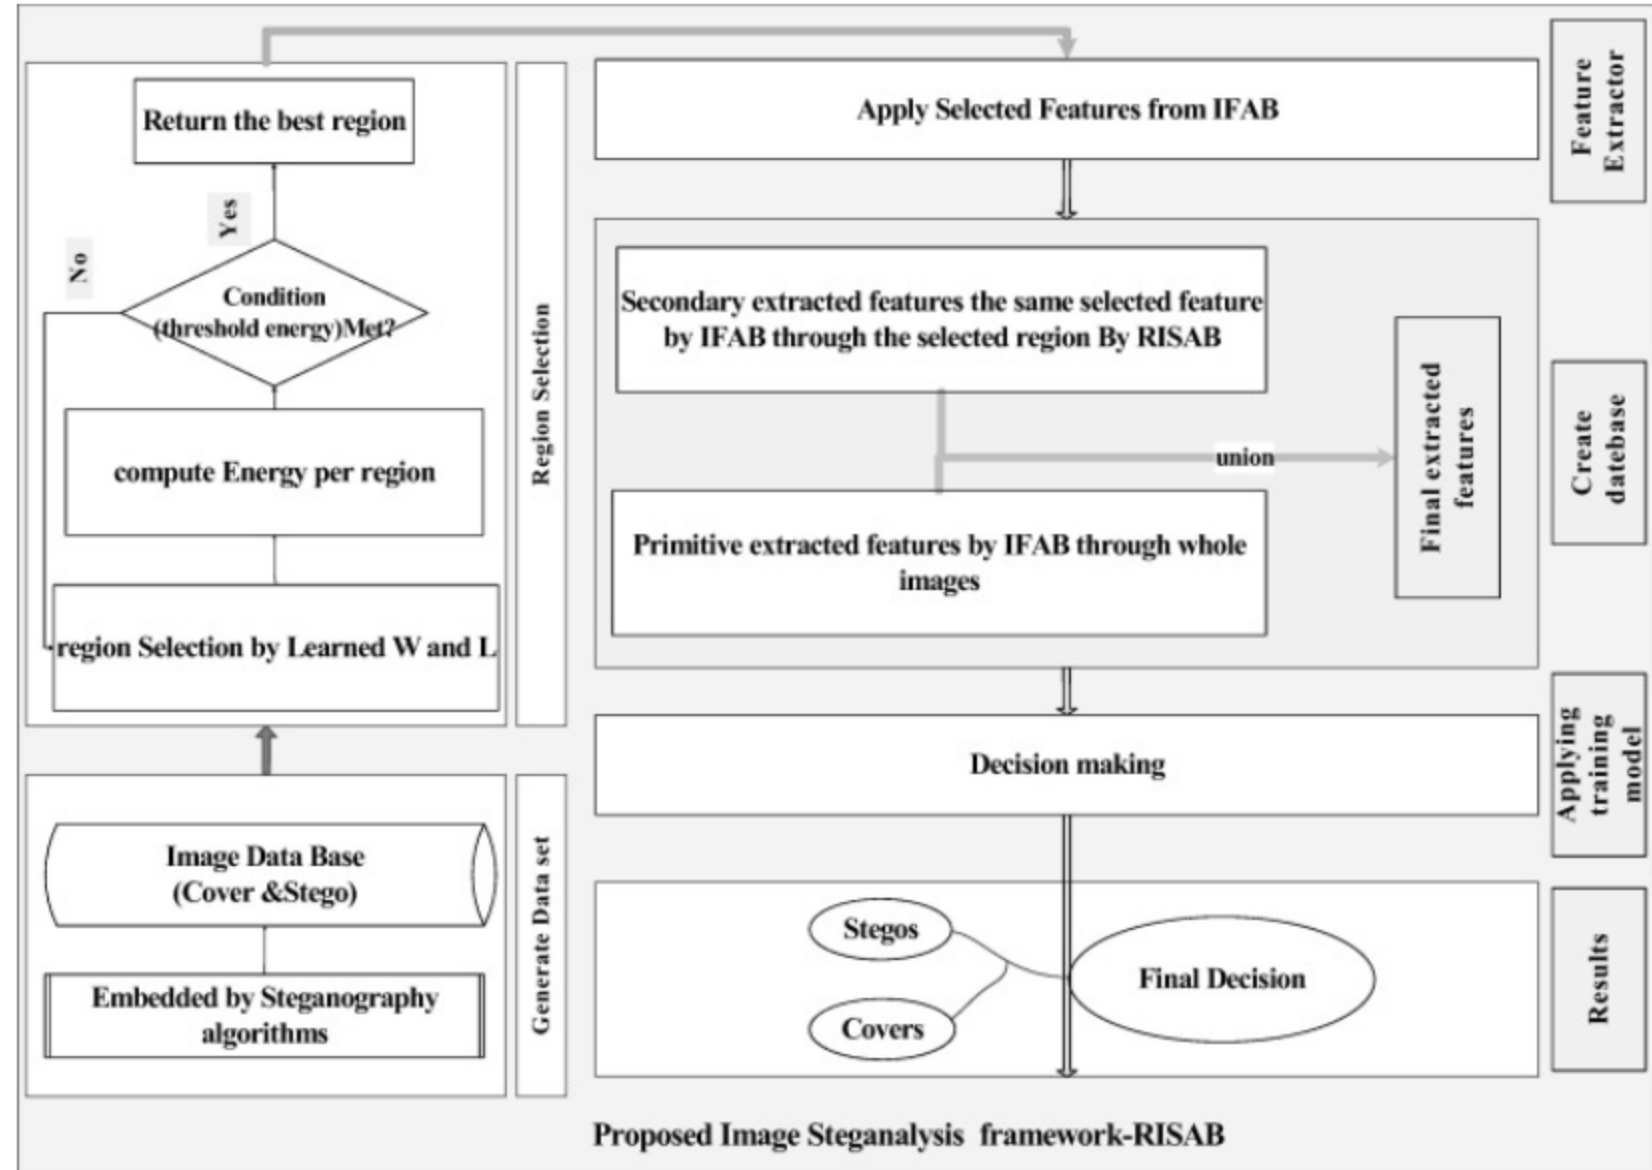 Return the best region
Yes
No
Condition
(threshold energy)Met?
compute Energy per region
region Selection by Learned W and L
Region Selection
Image Data Base
(Cover &Stego)
Embedded by Steganography
algorithms
Generate Data set
Apply Selected Features from IFAB
Feature
Extractor
Secondary extracted features the same selected feature
by IFAB through the selected region By RISAB
union
Primitive extracted features by IFAB through whole
images
Final extracted
features
Create
datebase
Decision making
Applying
training
model
Stegos
Covers
Final Decision
Results
Proposed Image Steganalysis framework-RISAB